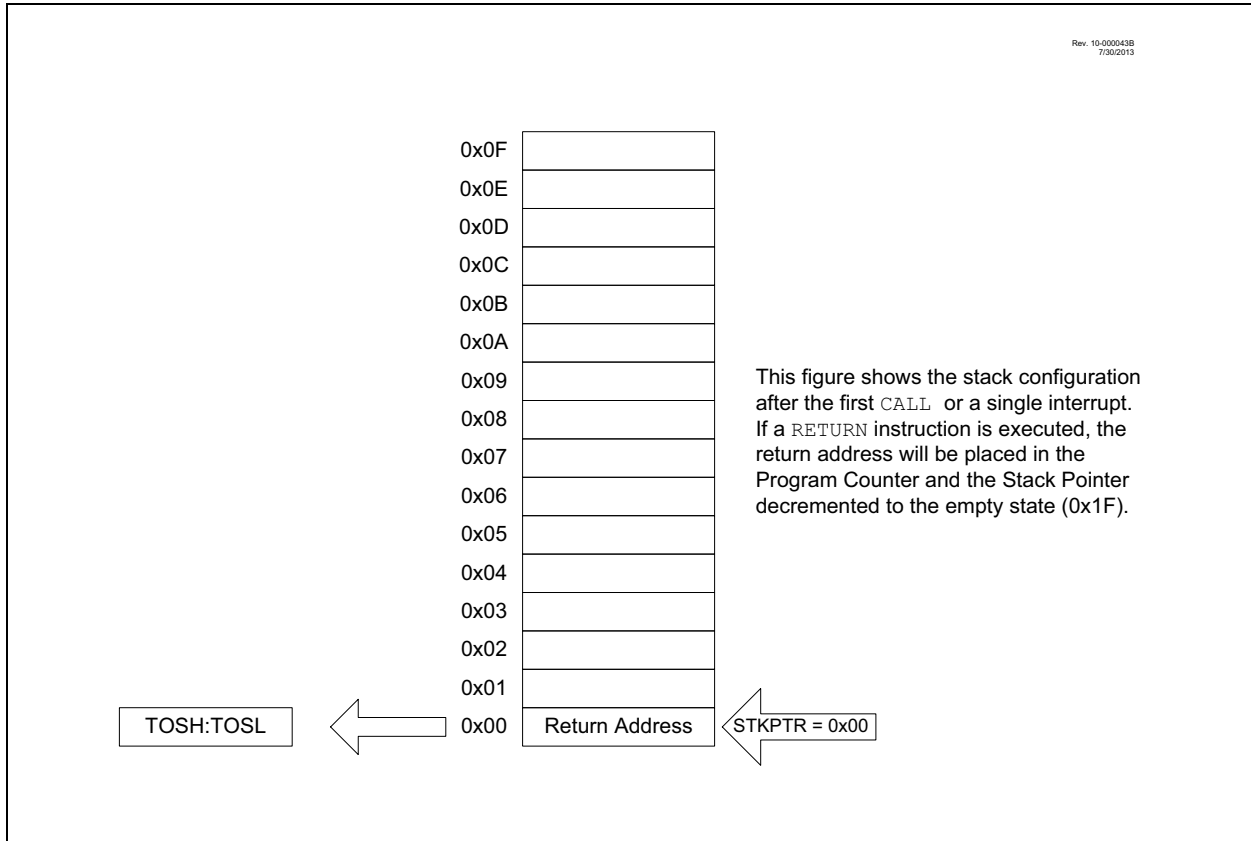 Rev. 10-000043B
7/30/2013
0x0F
0x0E
0x0D
0x0C
0x0B
0x0A
0x09
0x08
0x07
0x06
0x05
0x04
0x03
0x02
0x01
This figure shows the stack configuration
after the first CALL or a single interrupt.
If a RETURN instruction is executed, the
return address will be placed in the
Program Counter and the Stack Pointer
decremented to the empty state (0x1F).
TOSH:TOSL
0x00
Return Address
STKPTR = 0x00